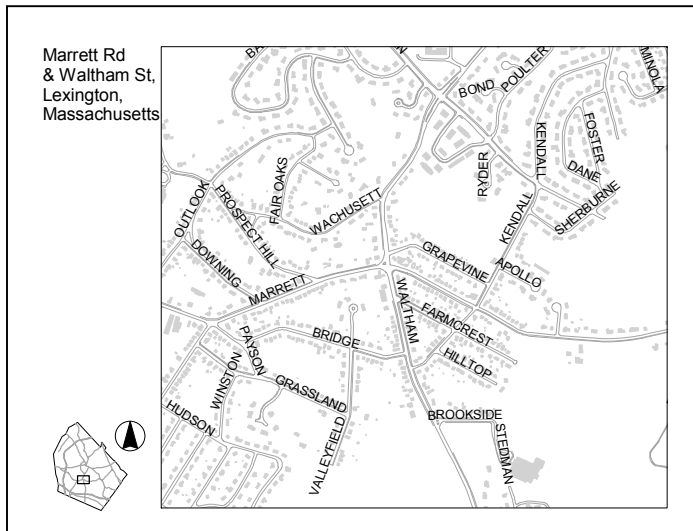 Marrett Rd
& Waltham St,
Lexington,
Massachusetts
BOND
POULTER
MINOLA
KENDALL
FOSTER
DANE
RYDER
SHERBURNE
FAIR OAKS
OUTLOOK
PROSPECT HILL
WACHUSETT
KENDALL
GRAPEVINE
DOWNING
MARRETT
APOLLO
WALTHAM
FARMCREST
PAYSON
BRIDGE
HILLTOP
WINSTON
GRASSLAND
HUDSON
BROOKSIDE
STEDMAN
VALLEYFIELD